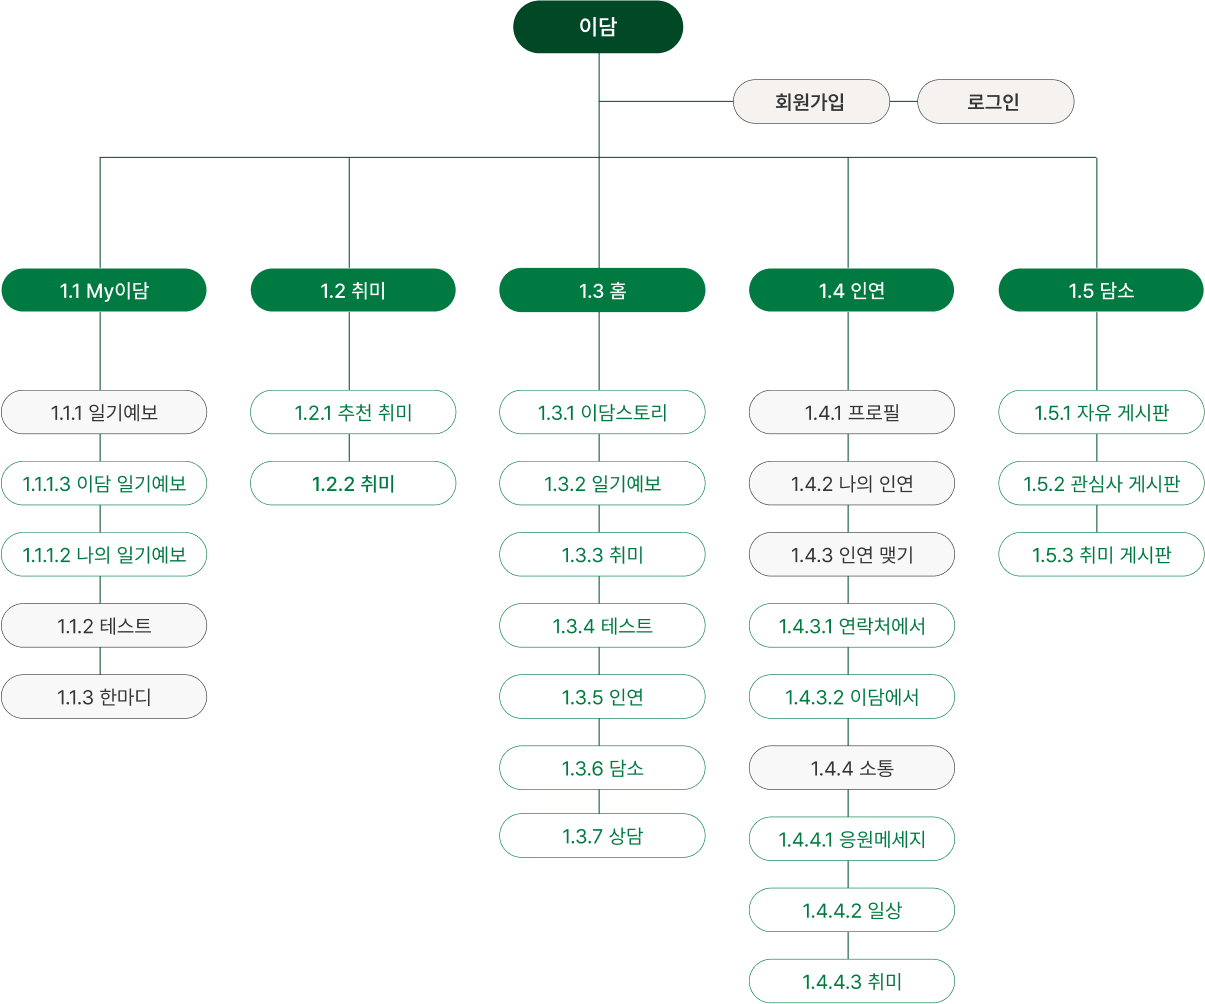 이담
회원가입
로그인
1.1 My이담
1.1.1 일기예보
1.1.1.3 이담 일기예보
1.1.1.2 나의 일기예보
1.1.2 테스트
1.1.3 한마디
1.2 취미
1.2.1 추천 취미
1.2.2 취미
1.3 홈
1.3.1 이담스토리
1.3.2 일기예보
1.3.3 취미
1.3.4 테스트
1.3.5 인연
1.3.6 담소
1.3.7 상담
1.4 인연
1.4.1 프로필
1.4.2 나의 인연
1.4.3 인연 맺기
1.4.3.1 연락처에서
1.4.3.2 이담에서
1.4.4 소통
1.4.4.1 응원메세지
1.4.4.2 일상
1.4.4.3 취미
1.5 담소
1.5.1 자유 게시판
1.5.2 관심사 게시판
1.5.3 취미 게시판